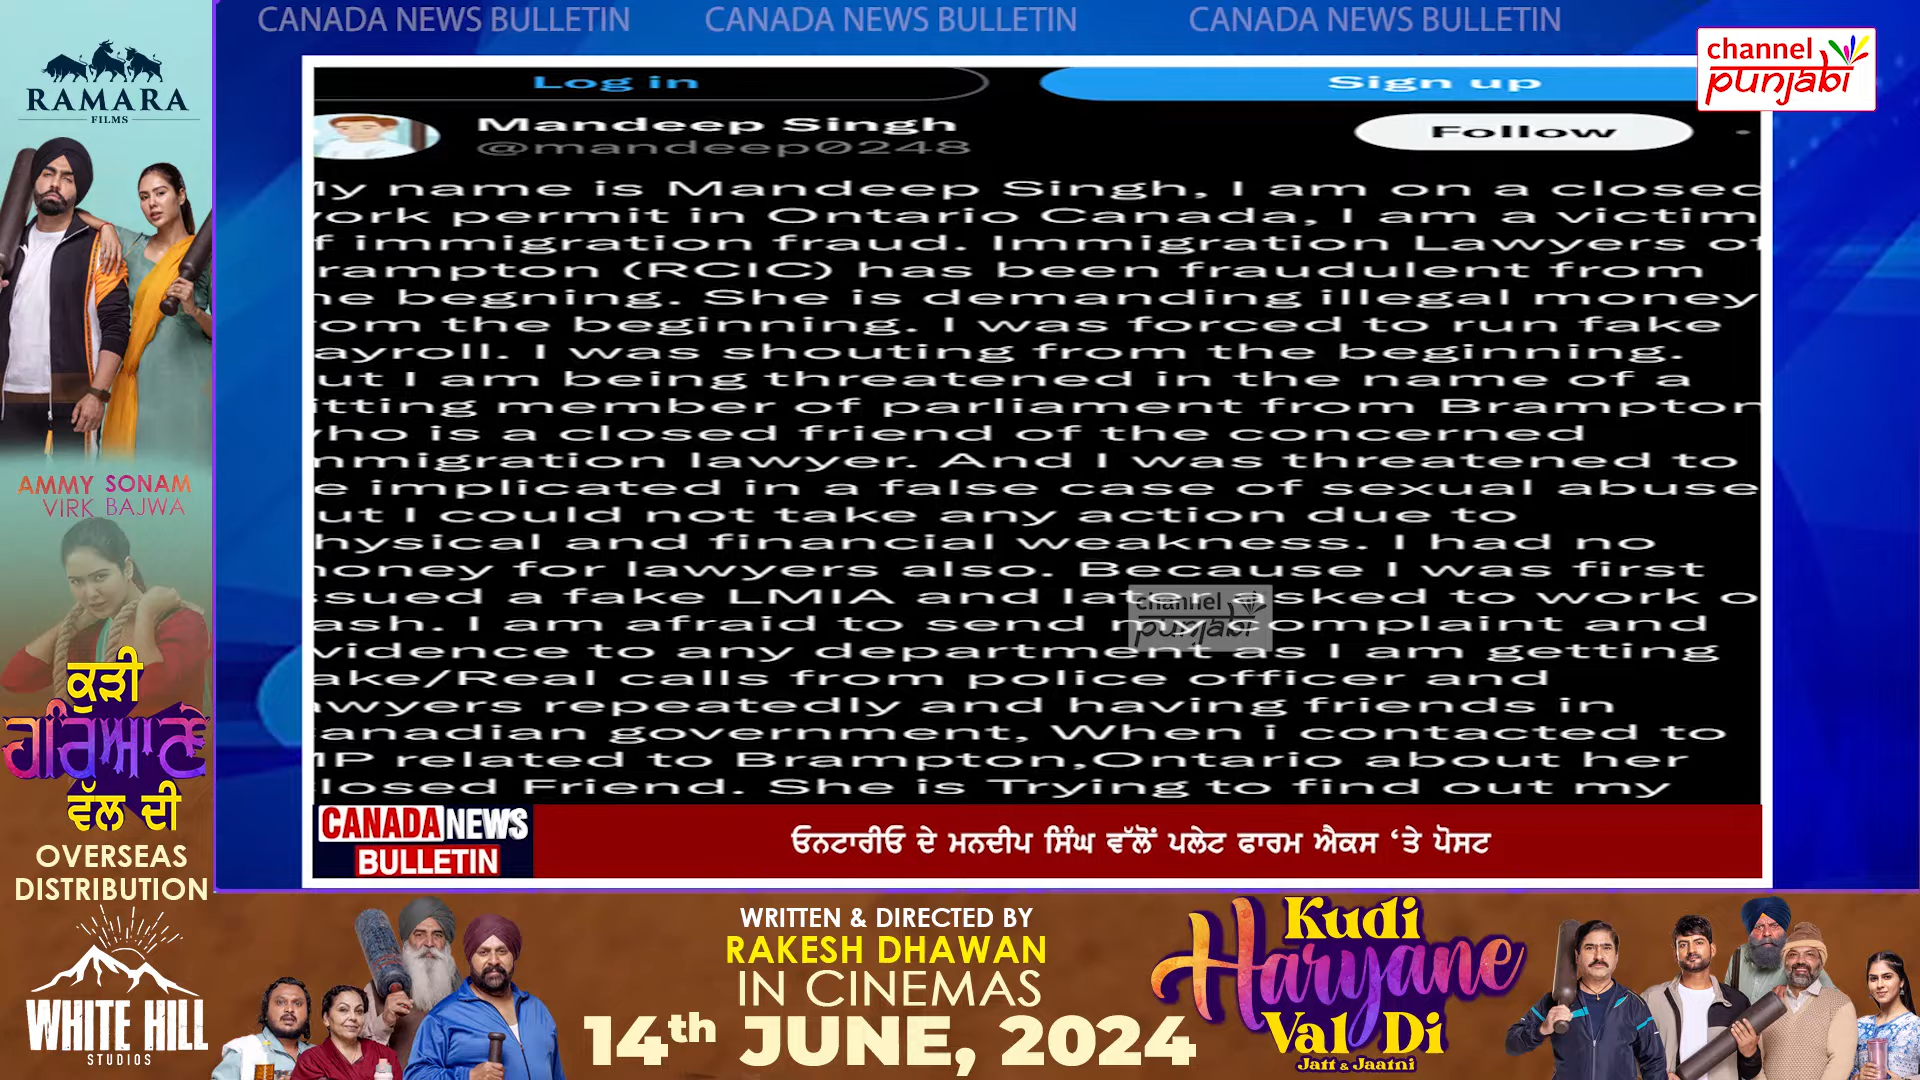 CANADA NEWS BULLETIN CANADA NEWS BULLETIN CANADA NEWS BULLETIN
channel
punjabi
RAMARA
FILMS
Log in Sign up
Mandeep Singh
@mandeep0248
Follow
ly name is Mandeep Singh, I am on a closed
ork permit in Ontario Canada, I am a victim
f immigration fraud. Immigration Lawyers of
rampton (RCIC) has been fraudulent from
he begning. She is demanding illegal money
om the beginning. I was forced to run fake
ayroll. I was shouting from the beginning.
ut I am being threatened in the name of a
itting member of parliament from Brampton
ho is a closed friend of the concerned
nmigration lawyer. And I was threatened to
e implicated in a false case of sexual abuse
ut I could not take any action due to
hysical and financial weakness. I had no
noney for lawyers also. Because I was first
sued a fake LMIA and later asked to work o
ash. I am afraid to send my complaint and
vidence to any department as I am getting
ake/Real calls from police officer and
wyers repeatedly and having friends in
anadian government, When i contacted to
1P related to Brampton,Ontario about her
losed Friend. She is Trying to find out my
channel
punjabi
CANADA NEWS
BULLETIN
ਓਨਟਾਰੀਓ ਦੇ ਮਨਦੀਪ ਸਿੰਘ ਵੱਲੋਂ ਪਲੇਟ ਫਾਰਮ ਐਕਸ ‘ਤੇ ਪੋਸਟ
AMMY SONAM
VIRK BAJWA
ਕੁੜੀ
ਹਰਿਆਣੇ
ਵੱਲ ਦੀ
OVERSEAS
DISTRIBUTION
WHITE HILL
STUDIOS
WRITTEN & DIRECTED BY
RAKESH DHAWAN
IN CINEMAS
14th JUNE, 2024
Kudi
Haryane
Val Di
Jatt & Jaatni